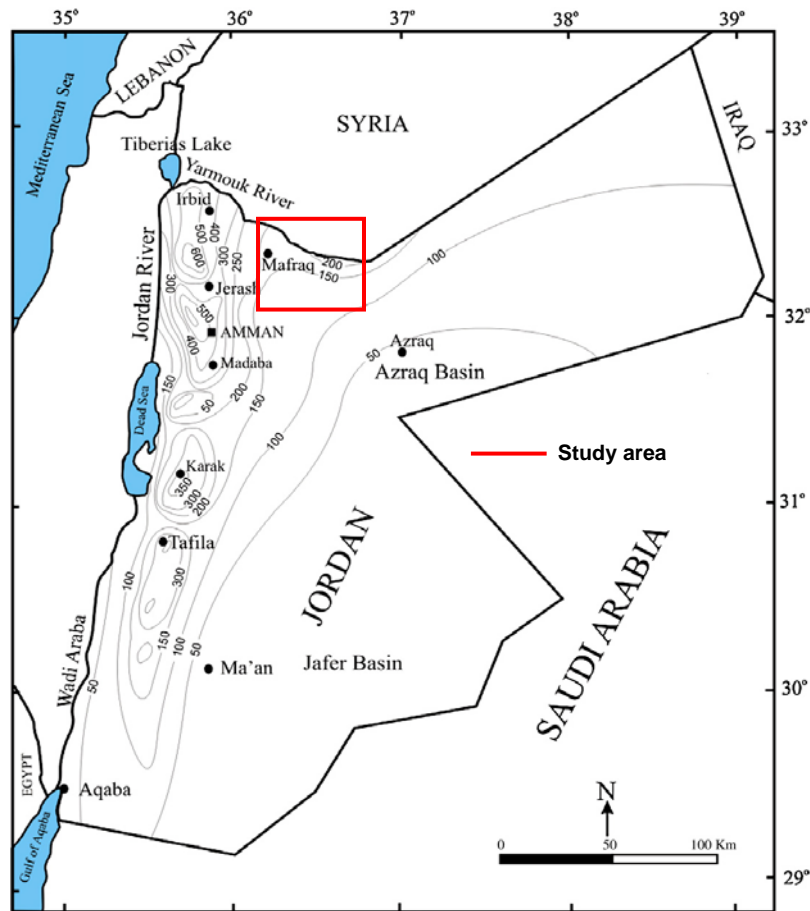 35° 36° 37° 38° 39°
LEBANON
Mediterranean Sea
SYRIA
IRAQ
33°
Tiberias Lake
Yarmouk River
Irbid
400
500
600
300
250
300
Mafraq
200
150
100
32°
Jerash
Jordan River
500
AMMAN
400
Madaba
50
Azraq
Azraq Basin
150
50
200
150
100
Dead Sea
Study area
Karak
350
300
200
31°
Tafila
JORDAN
SAUDI ARABIA
100
300
150
100
50
Wadi Araba
50
Ma'an
Jafer Basin
30°
EGYPT
Aqaba
Gulf of Aqaba
N
0 50 100 Km
29°